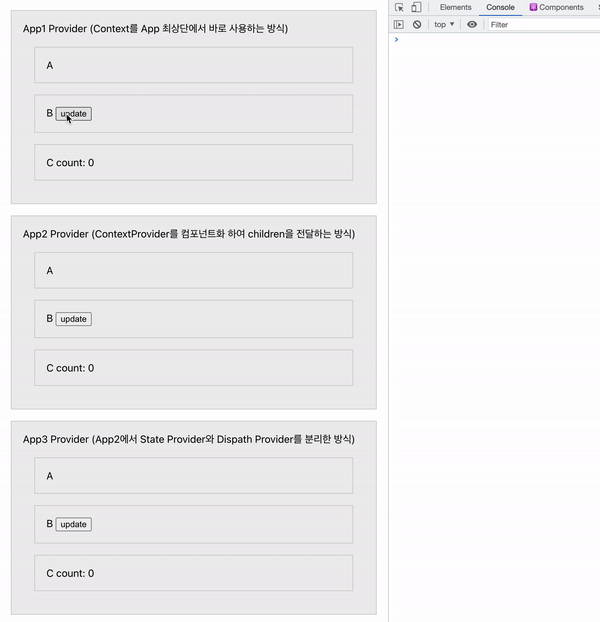 Elements Console Components
top ▼ Filter
>
App1 Provider (Context를 App 최상단에서 바로 사용하는 방식)
A
B update
C count: 0
App2 Provider (ContextProvider를 컴포넌트화 하여 children을 전달하는 방식)
A
B update
C count: 0
App3 Provider (App2에서 State Provider와 Dispath Provider를 분리한 방식)
A
B update
C count: 0